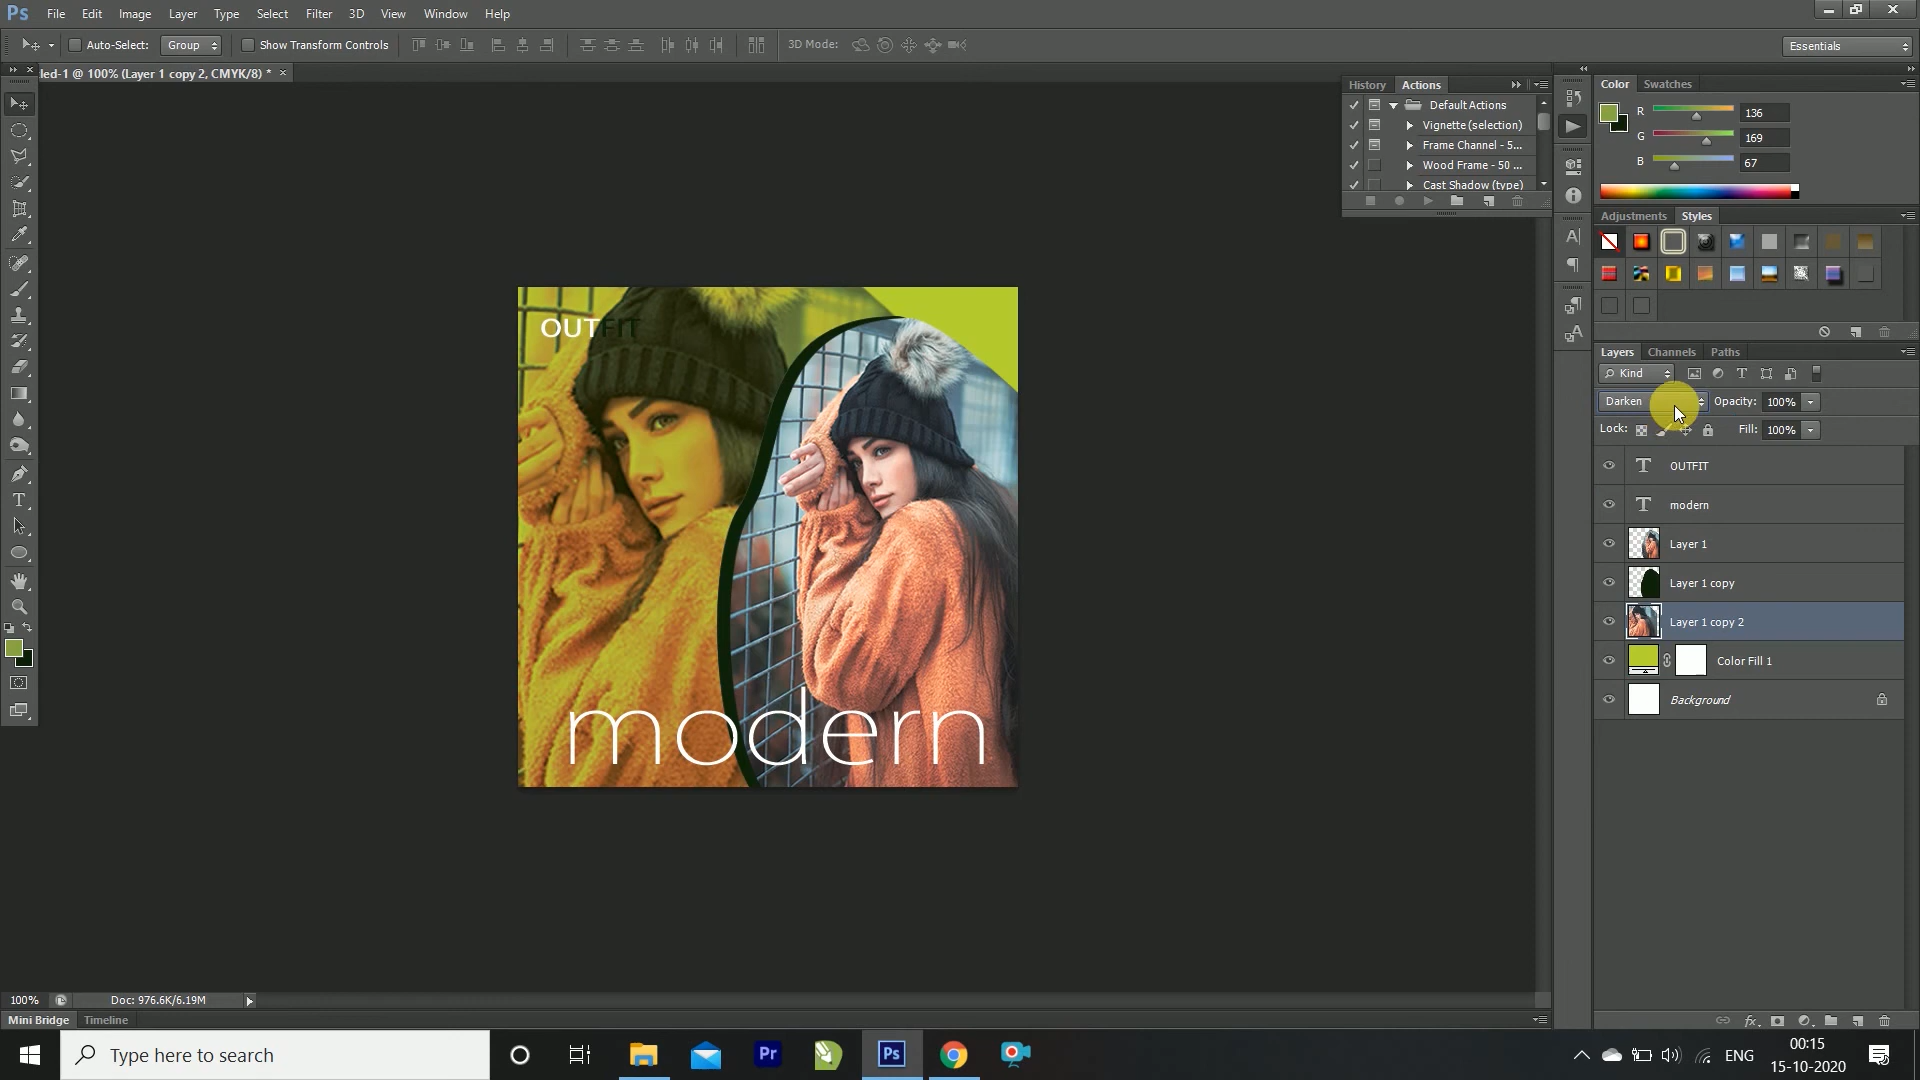 Ps File Edit Image Layer Type Select Filter 3D View Window Help
Auto-Select: Group Show Transform Controls 3D Mode: Essentials
led-1 @ 100% (Layer 1 copy 2, CMYK/8) * ×
History Actions
Default Actions
Vignette (selection)
Frame Channel - 5...
Wood Frame - 50 ...
Cast Shadow (type)
Color Swatches
R 136
G 169
B 67
Adjustments Styles
Layers Channels Paths
Kind
Darken Opacity: 100%
Lock: Fill: 100%
OUTFIT
modern
Layer 1
Layer 1 copy
Layer 1 copy 2
Color Fill 1
Background
OUTFIT
modern
100% Doc: 976.6K/6.19M
Mini Bridge Timeline
Type here to search
Pr Ps
ENG
00:15
15-10-2020